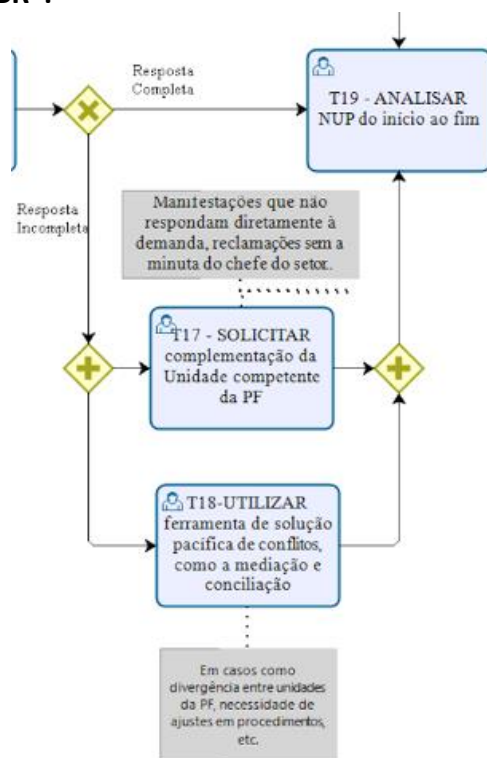 Resposta
Completa
T19 - ANALISAR
NUP do início ao fim
Resposta
Incompleta
Manifestações que não
respondam diretamente à
demanda, reclamações sem a
minuta do chefe do setor..
T17 - SOLICITAR
complementação da
Unidade competente
da PF
T18-UTILIZAR
ferramenta de solução
pacífica de conflitos,
como a mediação e
conciliação
Em casos como
divergência entre unidades
da PF, necessidade de
ajustes em procedimentos,
etc.